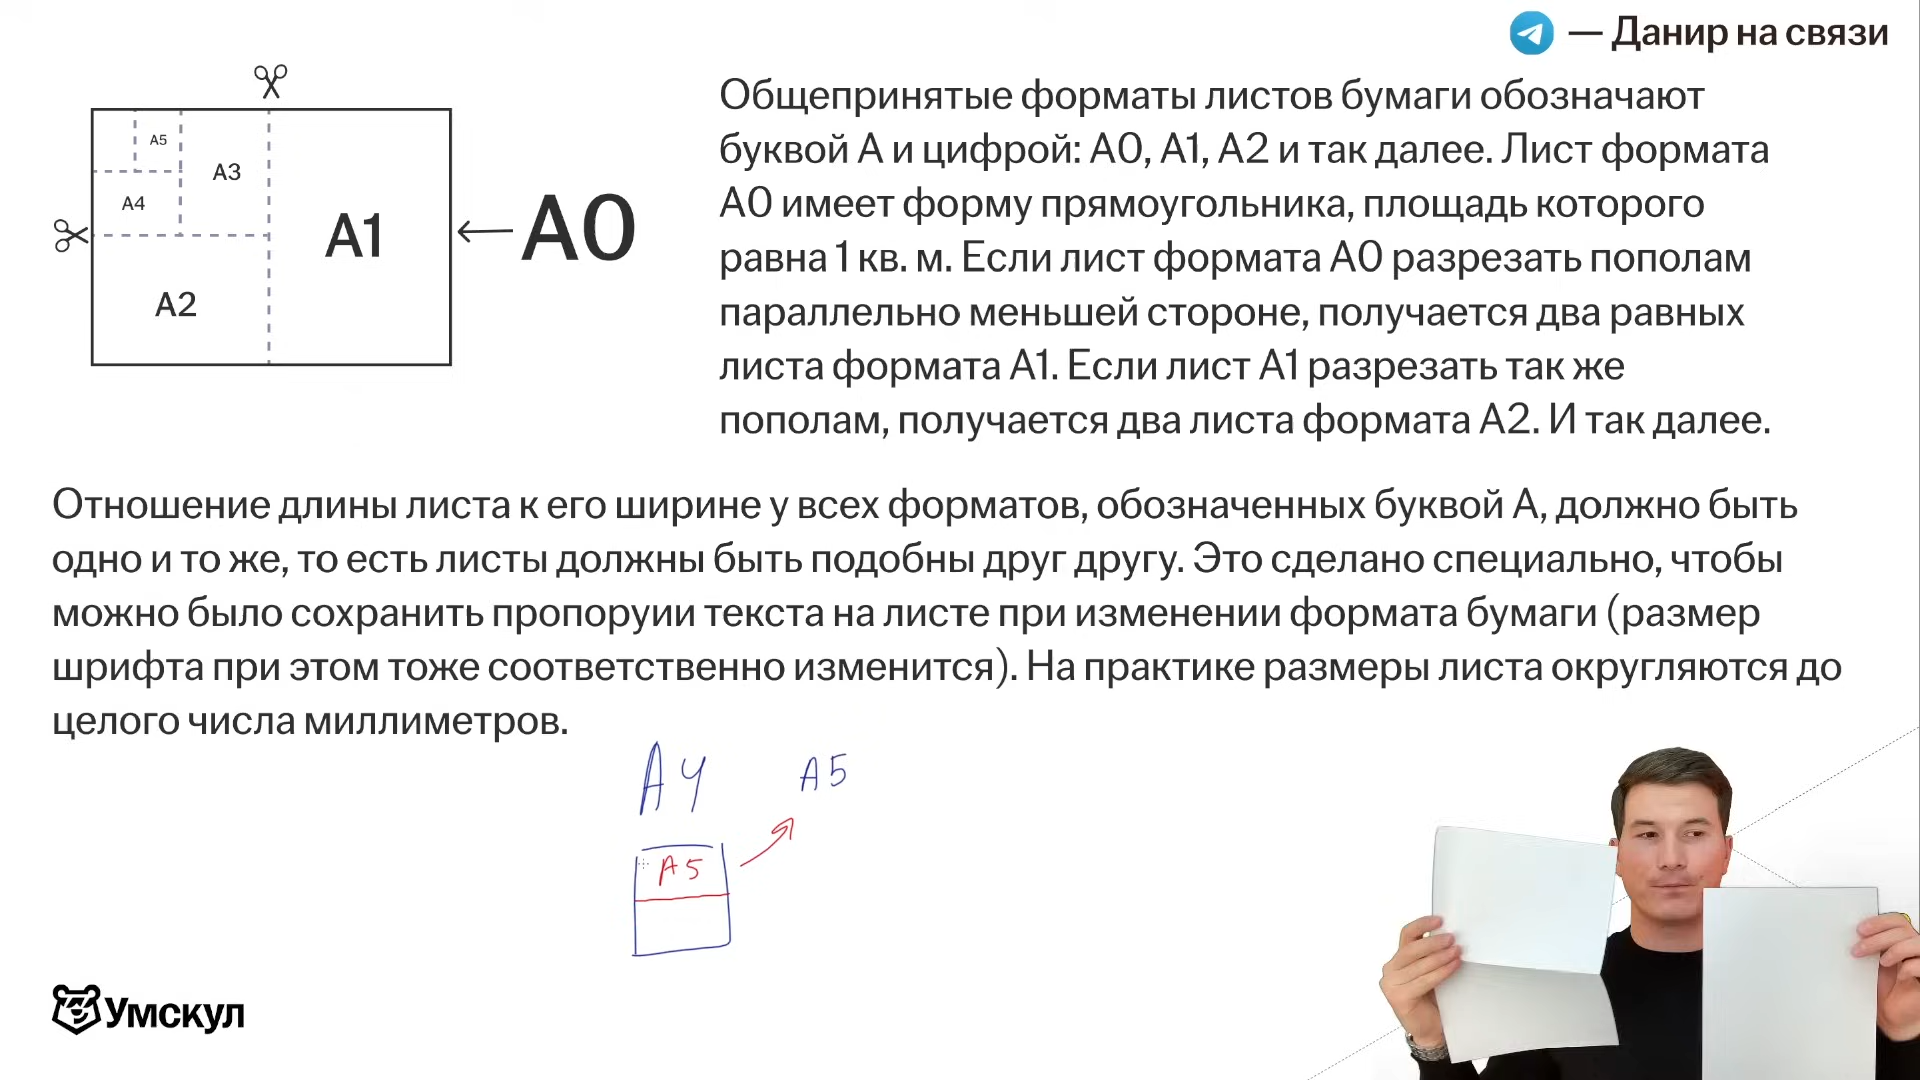 — Данир на связи
A5
A3
A4
A1
A2
←A0
Общепринятые форматы листов бумаги обозначают
буквой А и цифрой: А0, А1, А2 и так далее. Лист формата
А0 имеет форму прямоугольника, площадь которого
равна 1 кв. м. Если лист формата А0 разрезать пополам
параллельно меньшей стороне, получается два равных
листа формата А1. Если лист А1 разрезать так же
пополам, получается два листа формата А2. И так далее.
Отношение длины листа к его ширине у всех форматов, обозначенных буквой А, должно быть
одно и то же, то есть листы должны быть подобны друг другу. Это сделано специально, чтобы
можно было сохранить пропоруии текста на листе при изменении формата бумаги (размер
шрифта при этом тоже соответственно изменится). На практике размеры листа округляются до
целого числа миллиметров.
A4 A5
A5
Умскул